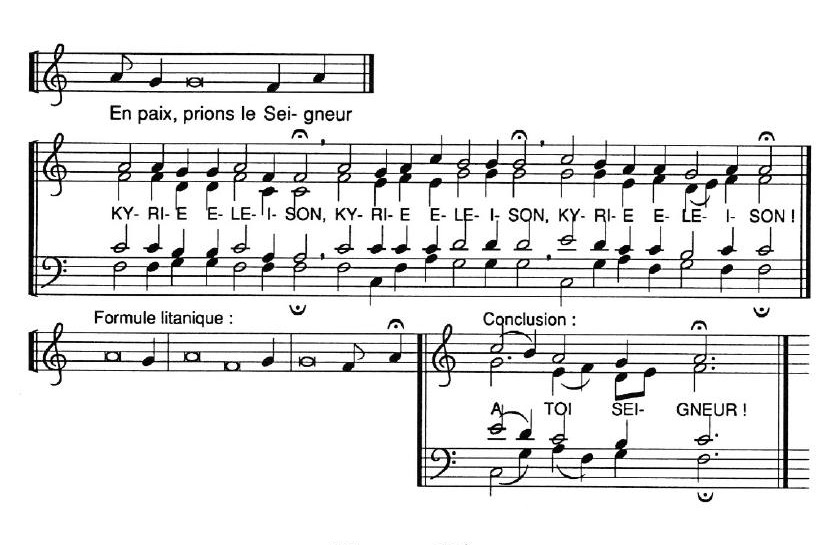 En paix, prions le Sei- gneur
KY- RI- E E- LE- I- SON, KY- RI- E E- LE- I- SON, KY- RI- E E- LE- I- SON !
Formule litanique :
Conclusion :
A TOI SEI- GNEUR !